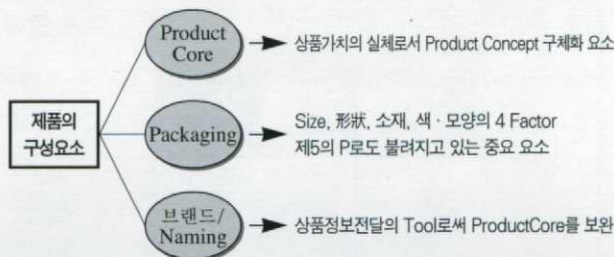 제품의
구성요소
Product
Core
상품가치의 실체로서 Product Concept 구체화 요소
Packaging
Size, 形狀, 소재, 색 · 모양의 4 Factor
제5의 P로도 불려지고 있는 중요 요소
브랜드/
Naming
상품정보전달의 Tool로써 ProductCore를 보완